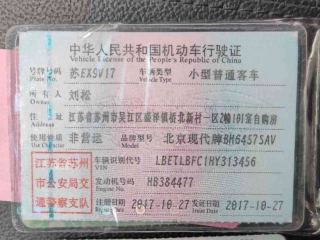 中华人民共和国机动车行驶证
Vehicle License of the People's Republic of China
号牌号码 苏EX9V17 车辆类型 小型普通客车
Plate No. Vehicle Type
所有人 刘松
Owner
住址 江苏省苏州市吴江区盛泽镇桥北新村一区2幢101室自购房
Address
使用性质 非营运 品牌型号 北京现代牌BH6457SAV
Use Character Model
江苏省苏州
市公安局交
通警察支队
车辆识别代号 LBETLBFC1HY313456
VIN
发动机号码 HB384477
Engine No.
注册日期 2017-10-27 发证日期 2017-10-27
Register Date Issue Date